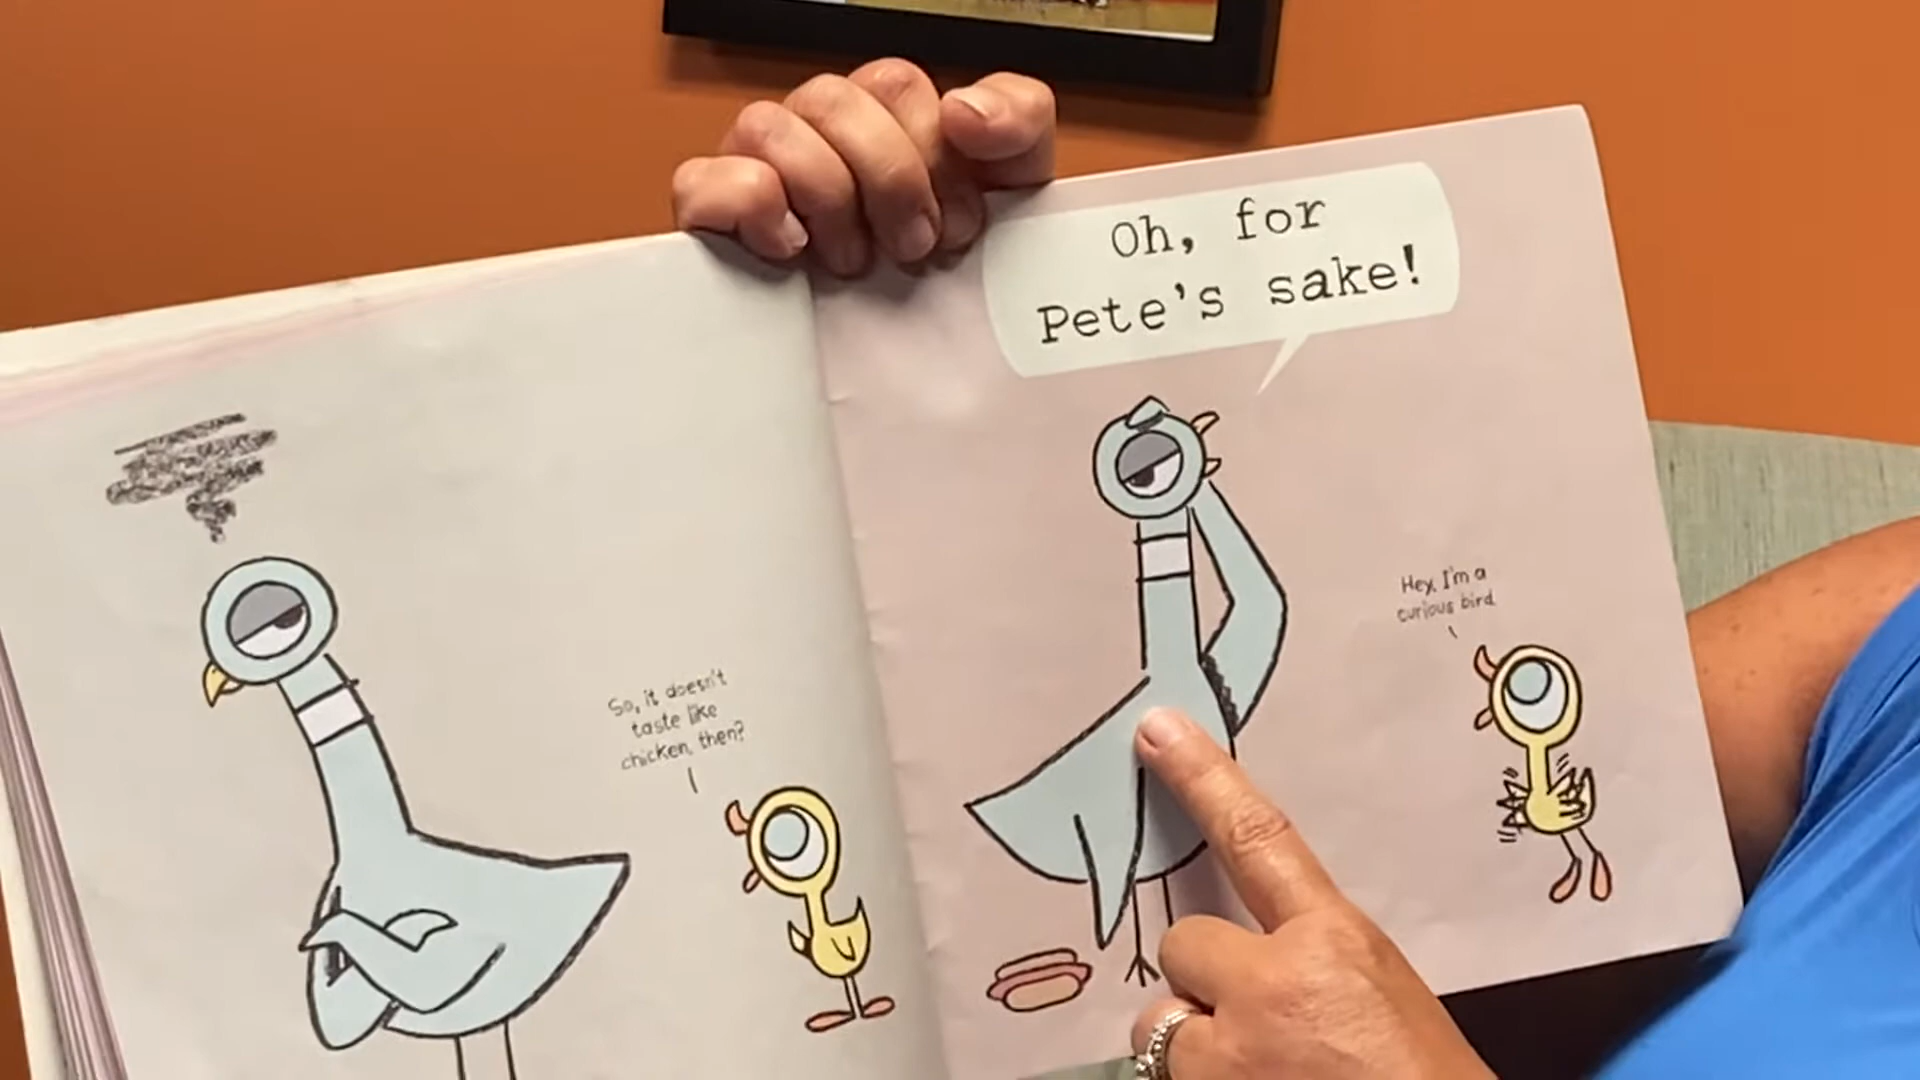 So, it doesn't
taste like
chicken, then?
Oh, for
Pete's sake!
Hey, I'm a
curious bird.